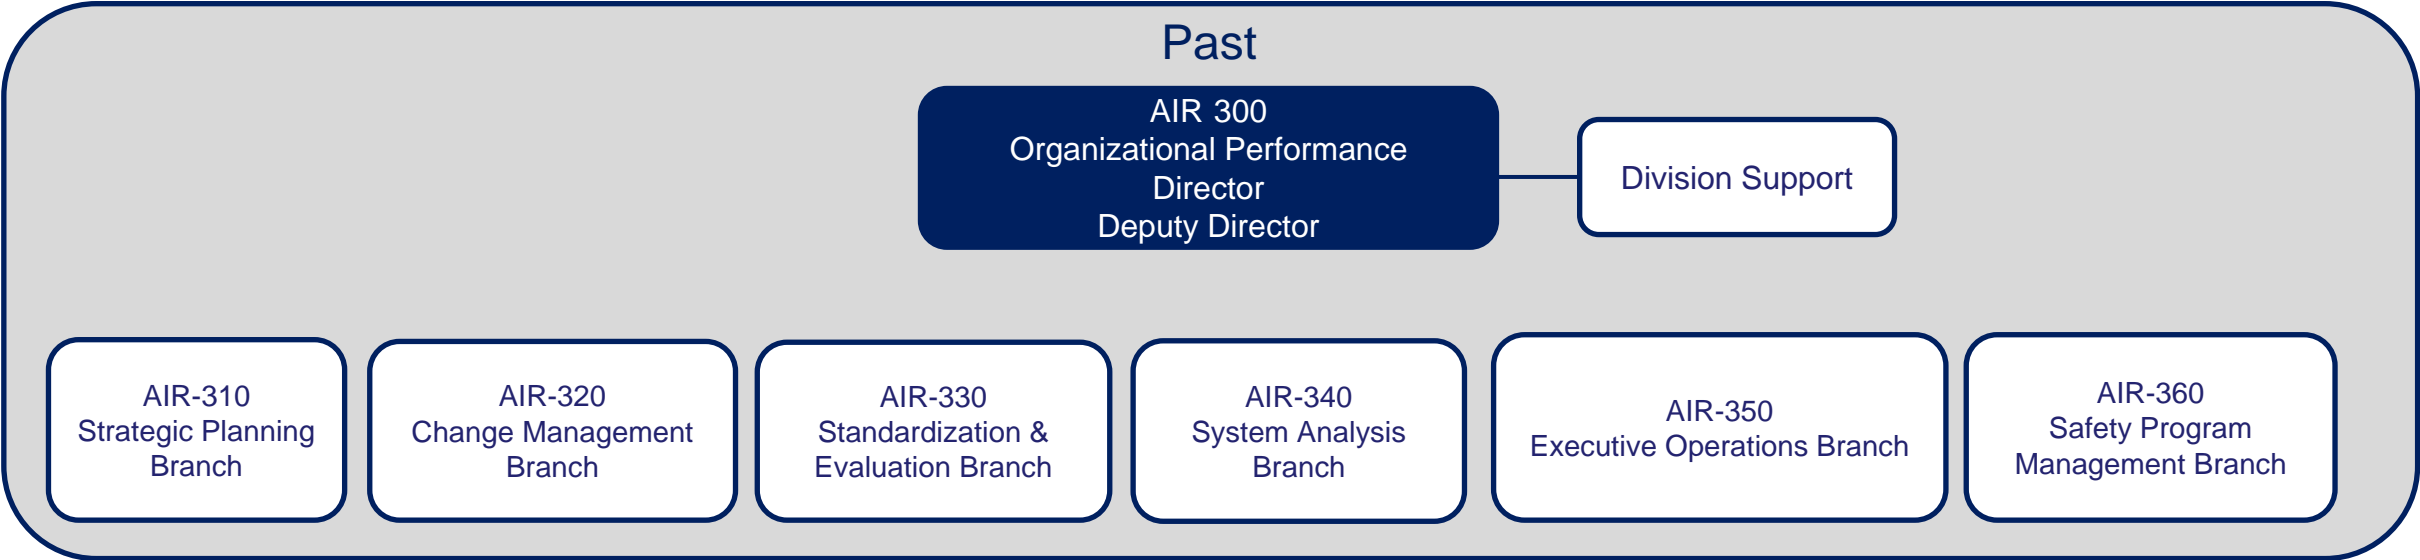 Past
AIR 300
Organizational Performance
Director
Deputy Director
Division Support
AIR-310
Strategic Planning
Branch
AIR-320
Change Management
Branch
AIR-330
Standardization &
Evaluation Branch
AIR-340
System Analysis
Branch
AIR-350
Executive Operations Branch
AIR-360
Safety Program
Management Branch